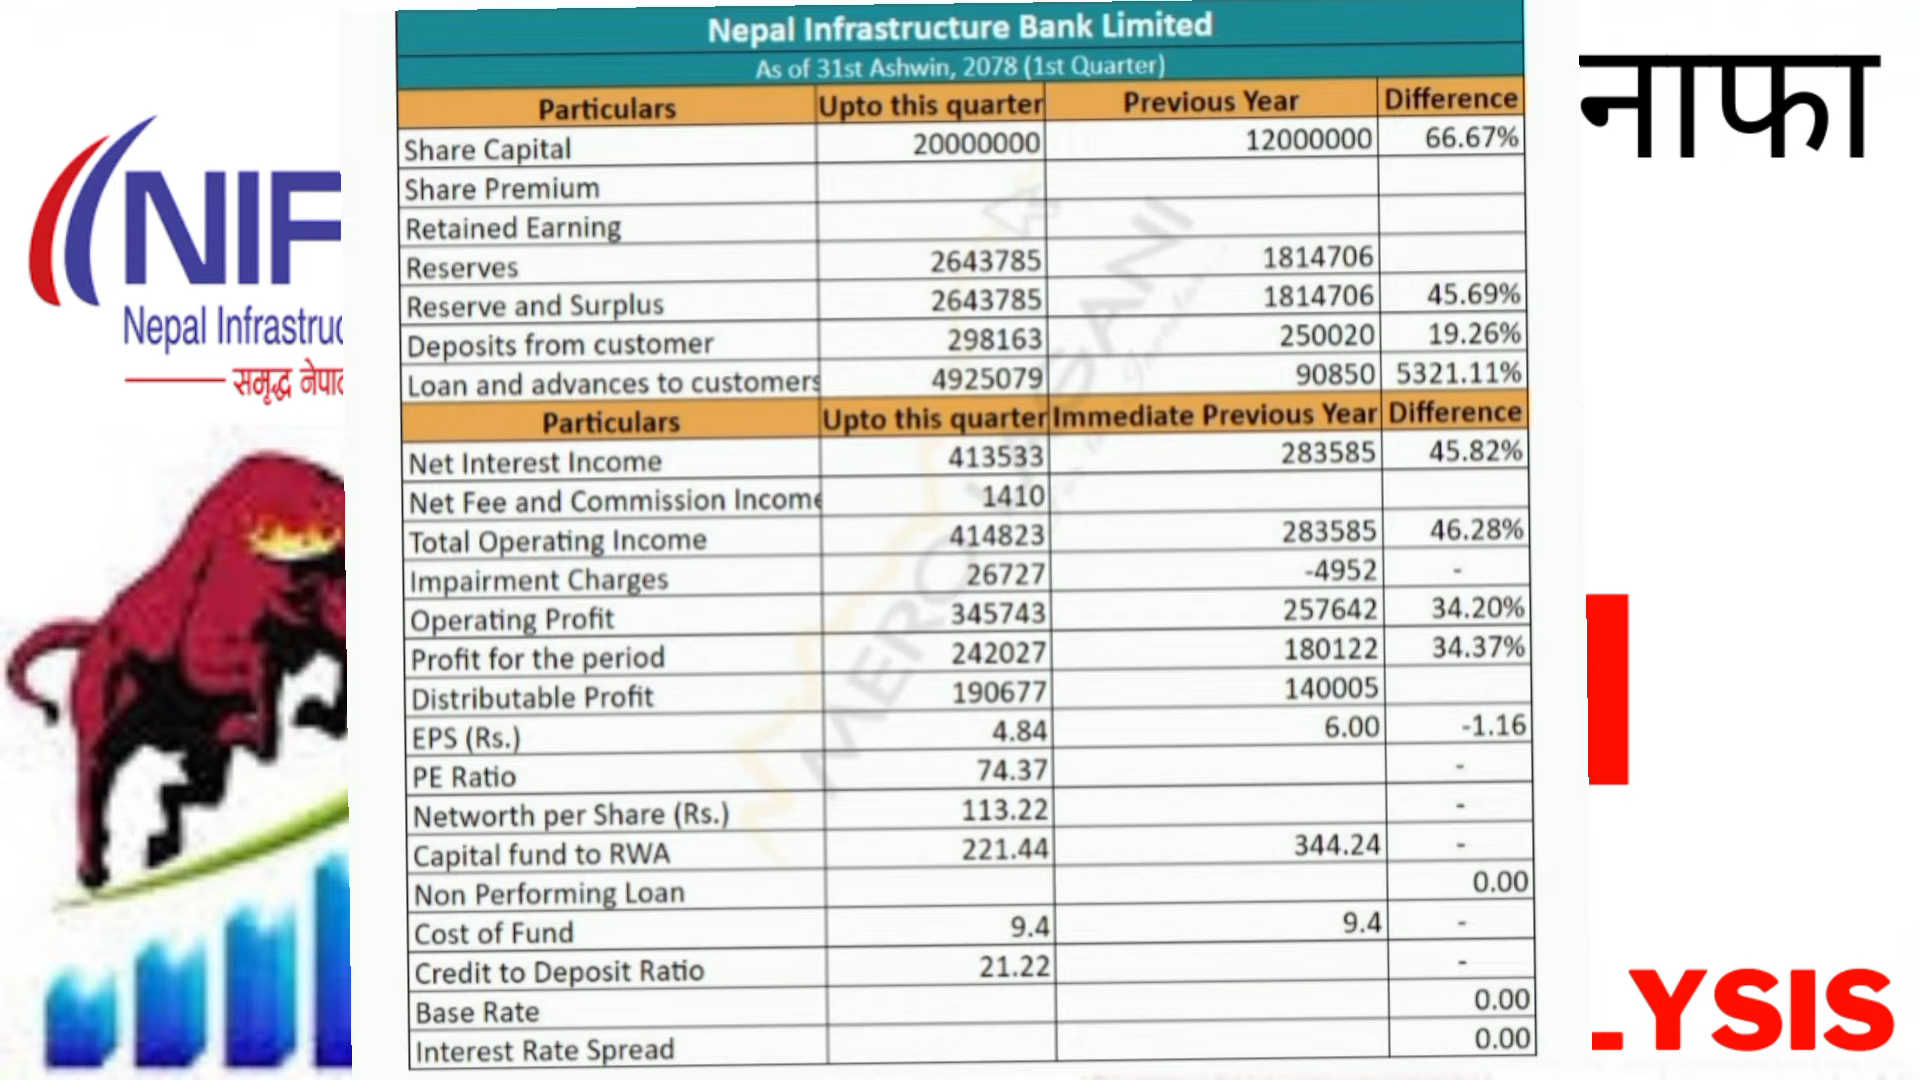 Nepal Infrastructure Bank Limited
As of 31st Ashwin, 2078 (1st Quarter)
Particulars Upto this quarter Previous Year Difference
Share Capital 20000000 12000000 66.67%
Share Premium
Retained Earning
Reserves 2643785 1814706
Reserve and Surplus 2643785 1814706 45.69%
Deposits from customer 298163 250020 19.26%
Loan and advances to customers 4925079 90850 5321.11%
Particulars Upto this quarter Immediate Previous Year Difference
Net Interest Income 413533 283585 45.82%
Net Fee and Commission Income 1410
Total Operating Income 414823 283585 46.28%
Impairment Charges 26727 -4952 -
Operating Profit 345743 257642 34.20%
Profit for the period 242027 180122 34.37%
Distributable Profit 190677 140005
EPS (Rs.) 4.84 6.00 -1.16
PE Ratio 74.37 -
Networth per Share (Rs.) 113.22 -
Capital fund to RWA 221.44 344.24 -
Non Performing Loan 0.00
Cost of Fund 9.4 9.4 -
Credit to Deposit Ratio 21.22 -
Base Rate 0.00
Interest Rate Spread 0.00
NIF
Nepal Infrastruc
समृद्ध नेपाल
नाफा
LYSIS